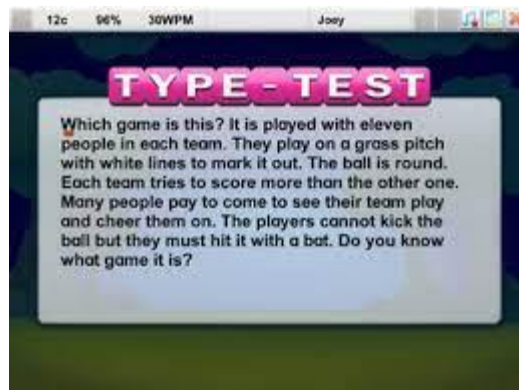 12c 96% 30WPM Joey
TYPE-TEST
Which game is this? It is played with eleven
people in each team. They play on a grass pitch
with white lines to mark it out. The ball is round.
Each team tries to score more than the other one.
Many people pay to come to see their team play
and cheer them on. The players cannot kick the
ball but they must hit it with a bat. Do you know
what game it is?